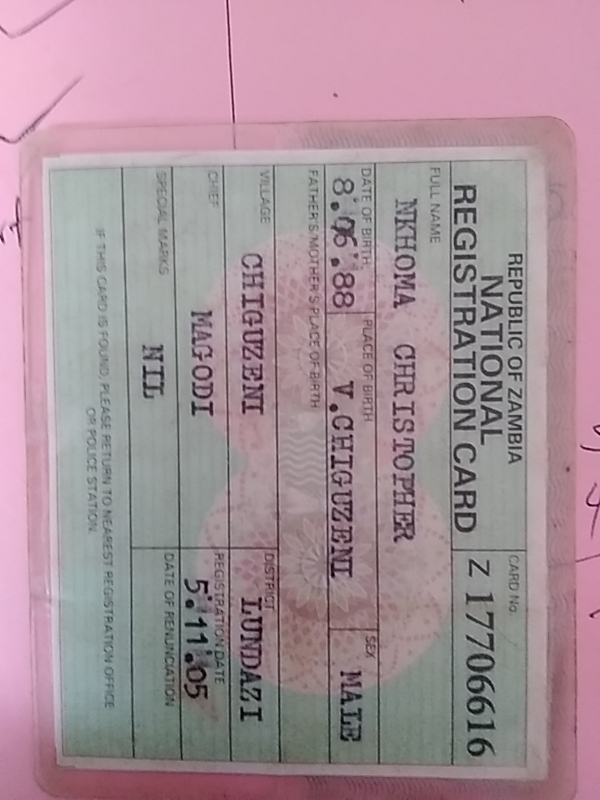 REPUBLIC OF ZAMBIA
NATIONAL
REGISTRATION CARD
CARD No.
Z 17706616
FULL NAME
NKHOMA CHRISTOPHER
DATE OF BIRTH
8.06.88
PLACE OF BIRTH
V.CHIGUZENI
SEX
MALE
FATHER'S/MOTHER'S PLACE OF BIRTH
VILLAGE
CHIGUZENI
DISTRICT
LUNDAZI
CHIEF
MAGODI
REGISTRATION DATE
5.11.05
SPECIAL MARKS
NIL
DATE OF RENUNCIATION
IF THIS CARD IS FOUND, PLEASE RETURN TO NEAREST REGISTRATION OFFICE
OR POLICE STATION.